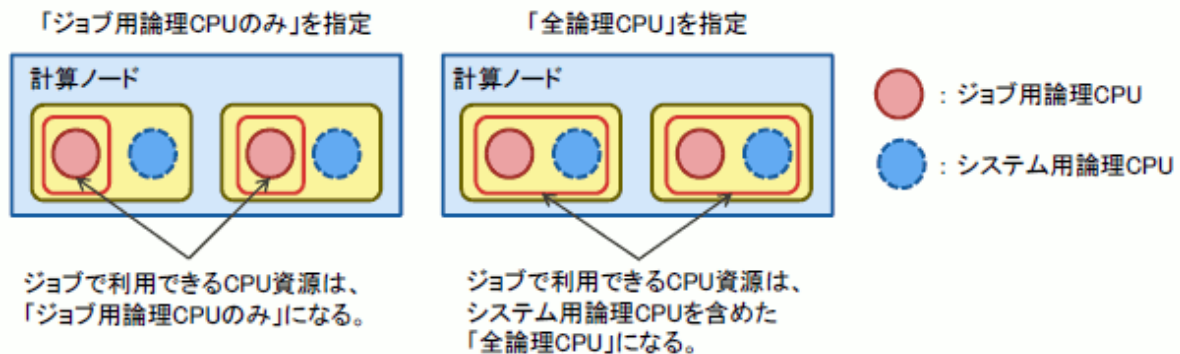 「ジョブ用論理CPUのみ」を指定
計算ノード
ジョブで利用できるCPU資源は、
「ジョブ用論理CPUのみ」になる。
「全論理CPU」を指定
計算ノード
ジョブで利用できるCPU資源は、
システム用論理CPUを含めた
「全論理CPU」になる。
：ジョブ用論理CPU
：システム用論理CPU